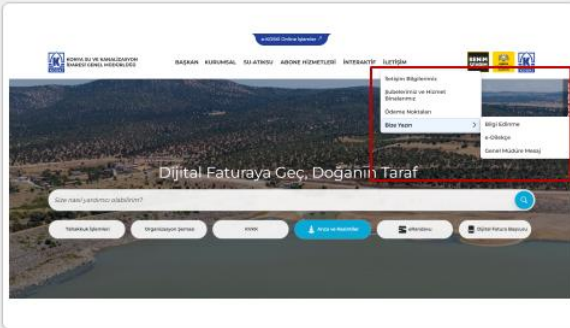 e-KOSKİ Online İşlemler
KONYA SU VE KANALİZASYON
İDARESİ GENEL MÜDÜRLÜĞÜ
BAŞKAN KURUMSAL SU-ATIKSU ABONE HİZMETLERİ İNTERAKTİF İLETİŞİM
İletişim Bilgilerimiz
Şubelerimiz ve Hizmet
Binalarımız
Ödeme Noktaları
Bize Yazın
Bilgi Edinme
e-Dilekçe
Genel Müdüre Mesaj
Dijital Faturaya Geç, Doğanın Taraf
Size nasıl yardımcı olabilirim?
Tahakkuk İşlemleri
Organizasyon Şeması
KVKK
Arıza ve Kesintiler
eRandevu
Dijital Fatura Başvuru